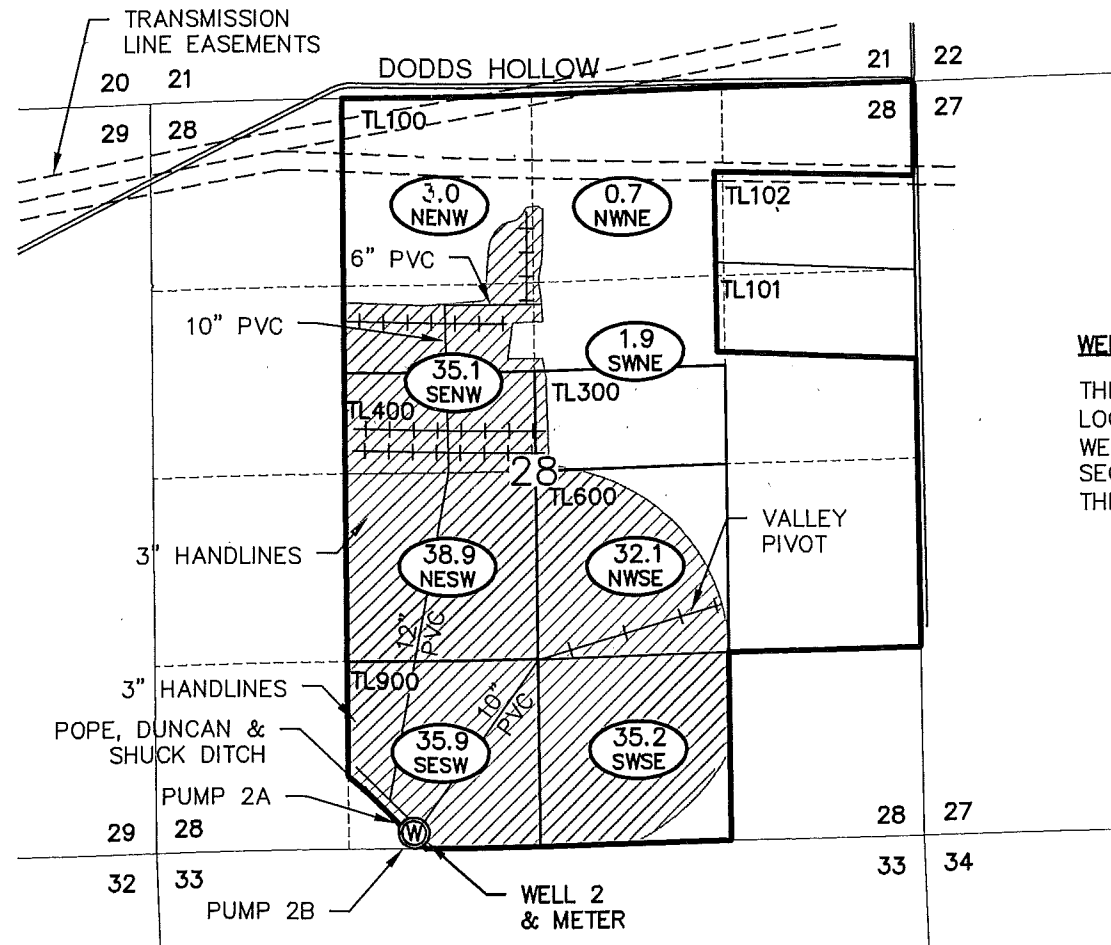 TRANSMISSION
LINE EASEMENTS
20 21
DODDS HOLLOW
21 22
29 28
TL100
28 27
3.0
NENW
0.7
NWNE
TL102
6" PVC
TL101
10" PVC
1.9
SWNE
35.1
SENW
TL300
TL400
28
TL600
VALLEY
PIVOT
3" HANDLINES
38.9
NESW
32.1
NWSE
12"
PVC
3" HANDLINES
TL900
10"
PVC
POPE, DUNCAN &
SHUCK DITCH
35.9
SESW
35.2
SWSE
PUMP 2A
29 28
W
28 27
32 33
33 34
PUMP 2B
WELL 2
& METER